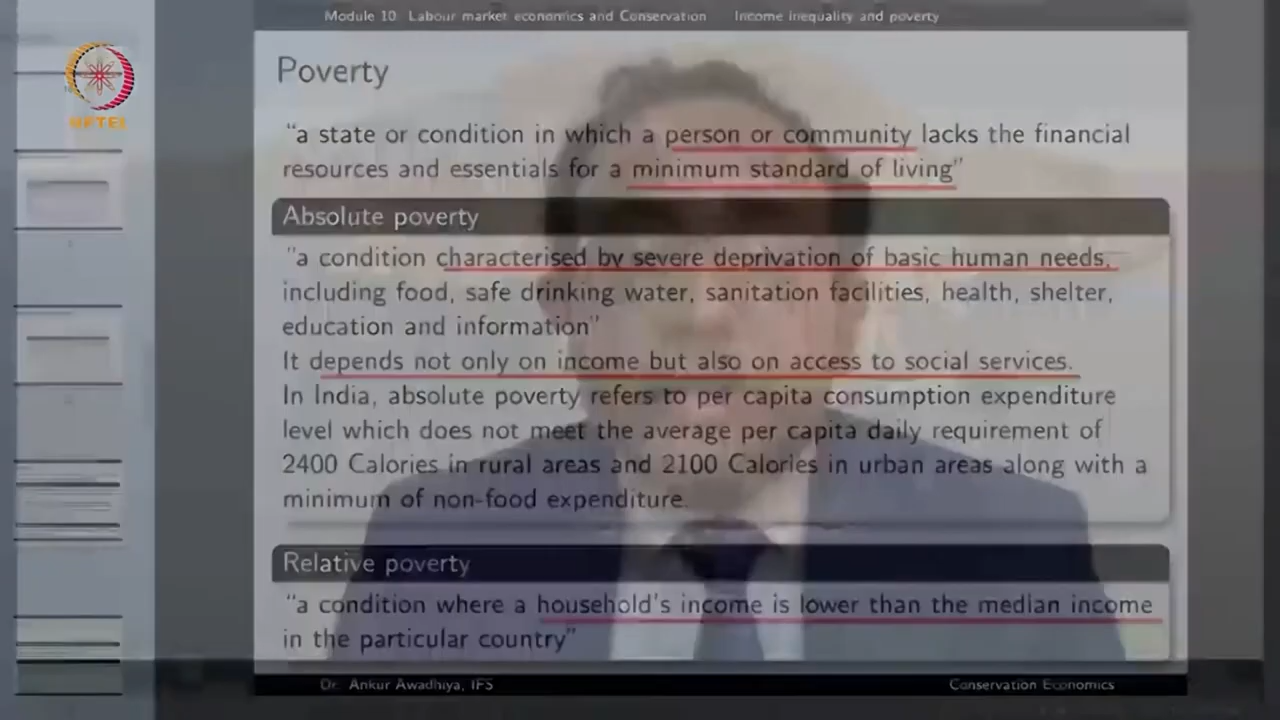 Module 10: Labour market economics and Conservation Income inequality and poverty
NPTEL
Poverty
“a state or condition in which a person or community lacks the financial
resources and essentials for a minimum standard of living”
Absolute poverty
“a condition characterised by severe deprivation of basic human needs,
including food, safe drinking water, sanitation facilities, health, shelter,
education and information”
It depends not only on income but also on access to social services.
In India, absolute poverty refers to per capita consumption expenditure
level which does not meet the average per capita daily requirement of
2400 Calories in rural areas and 2100 Calories in urban areas along with a
minimum of non-food expenditure.
Relative poverty
“a condition where a household's income is lower than the median income
in the particular country”
Dr. Ankur Awadhiya, IFS Conservation Economics